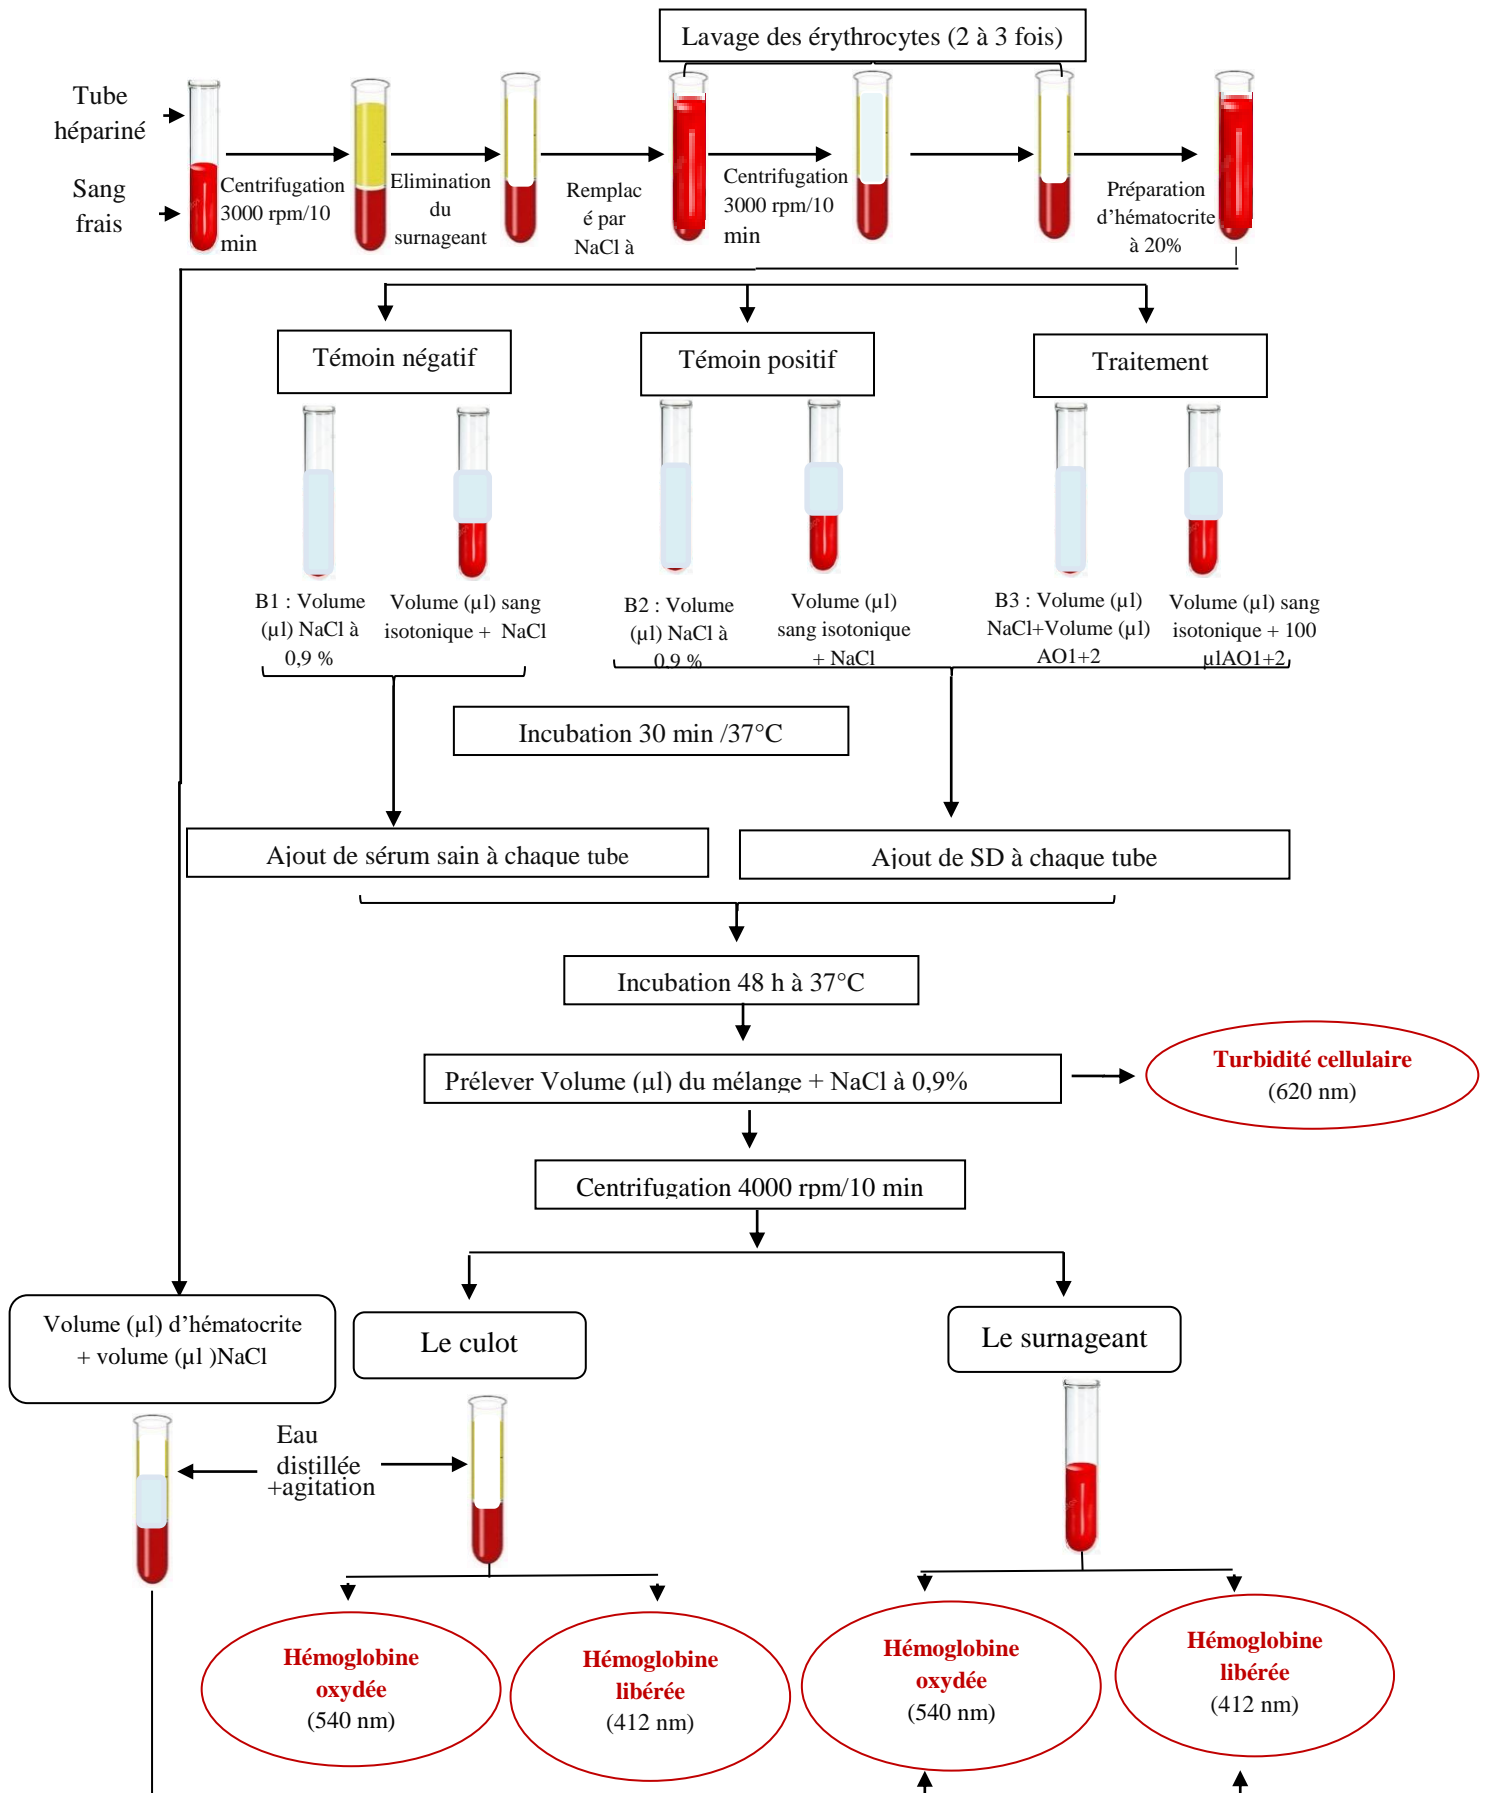 Lavage des érythrocytes (2 à 3 fois)
Tube
hépariné
Sang
frais
Centrifugation
3000 rpm/10
min
Elimination
du
surnageant
Remplac
é par
NaCl à
Centrifugation
3000 rpm/10
min
Préparation
d’hématocrite
à 20%
Témoin négatif
Témoin positif
Traitement
B1 : Volume
(µl) NaCl à
0,9 %
Volume (µl) sang
isotonique + NaCl
B2 : Volume
(µl) NaCl à
0,9 %
Volume (µl)
sang isotonique
+ NaCl
B3 : Volume (µl)
NaCl+Volume (µl)
AO1+2
Volume (µl) sang
isotonique + 100
µlAO1+2
Incubation 30 min /37°C
Ajout de sérum sain à chaque tube
Ajout de SD à chaque tube
Incubation 48 h à 37°C
Prélever Volume (µl) du mélange + NaCl à 0,9%
Turbidité cellulaire
(620 nm)
Centrifugation 4000 rpm/10 min
Volume (µl) d’hématocrite
+ volume (µl )NaCl
Le culot
Le surnageant
Eau
distillée
+agitation
Hémoglobine
oxydée
(540 nm)
Hémoglobine
libérée
(412 nm)
Hémoglobine
oxydée
(540 nm)
Hémoglobine
libérée
(412 nm)